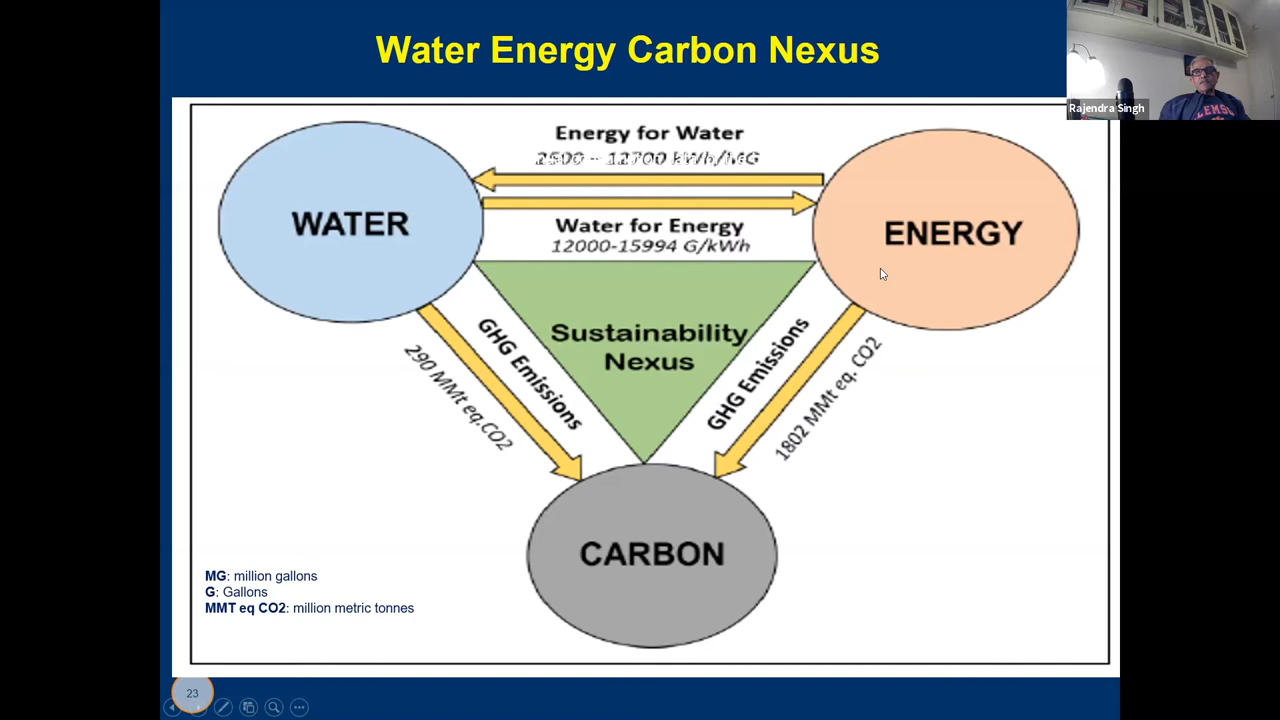 Water Energy Carbon Nexus
Rajendra Singh
Energy for Water
2500 – 12700 kWh/MG
WATER
ENERGY
Water for Energy
12000-15994 G/kWh
Sustainability
Nexus
GHG Emissions
290 MMt eq.CO2
GHG Emissions
1802 MMt eq. CO2
CARBON
MG: million gallons
G: Gallons
MMT eq CO2: million metric tonnes
23